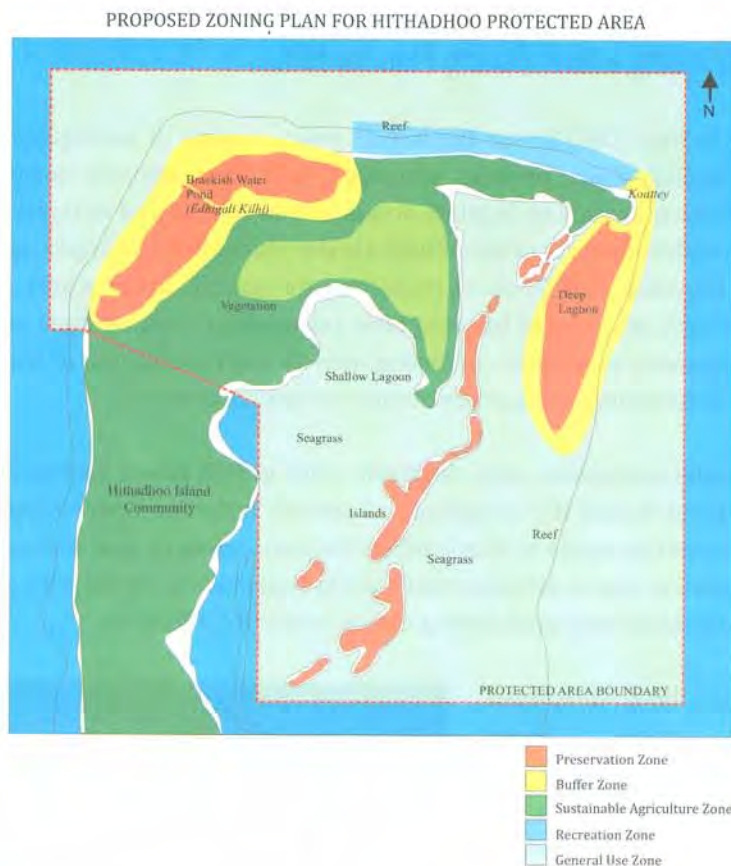 PROPOSED ZONING PLAN FOR HITHADHOO PROTECTED AREA
N
Reef
Brackish Water
Pond
(Edhigali Kilhi)
Koattey
Deep
Lagoon
Vegetation
Shallow Lagoon
Seagrass
Hithadhoo Island
Community
Islands
Reef
Seagrass
PROTECTED AREA BOUNDARY
Preservation Zone
Buffer Zone
Sustainable Agriculture Zone
Recreation Zone
General Use Zone